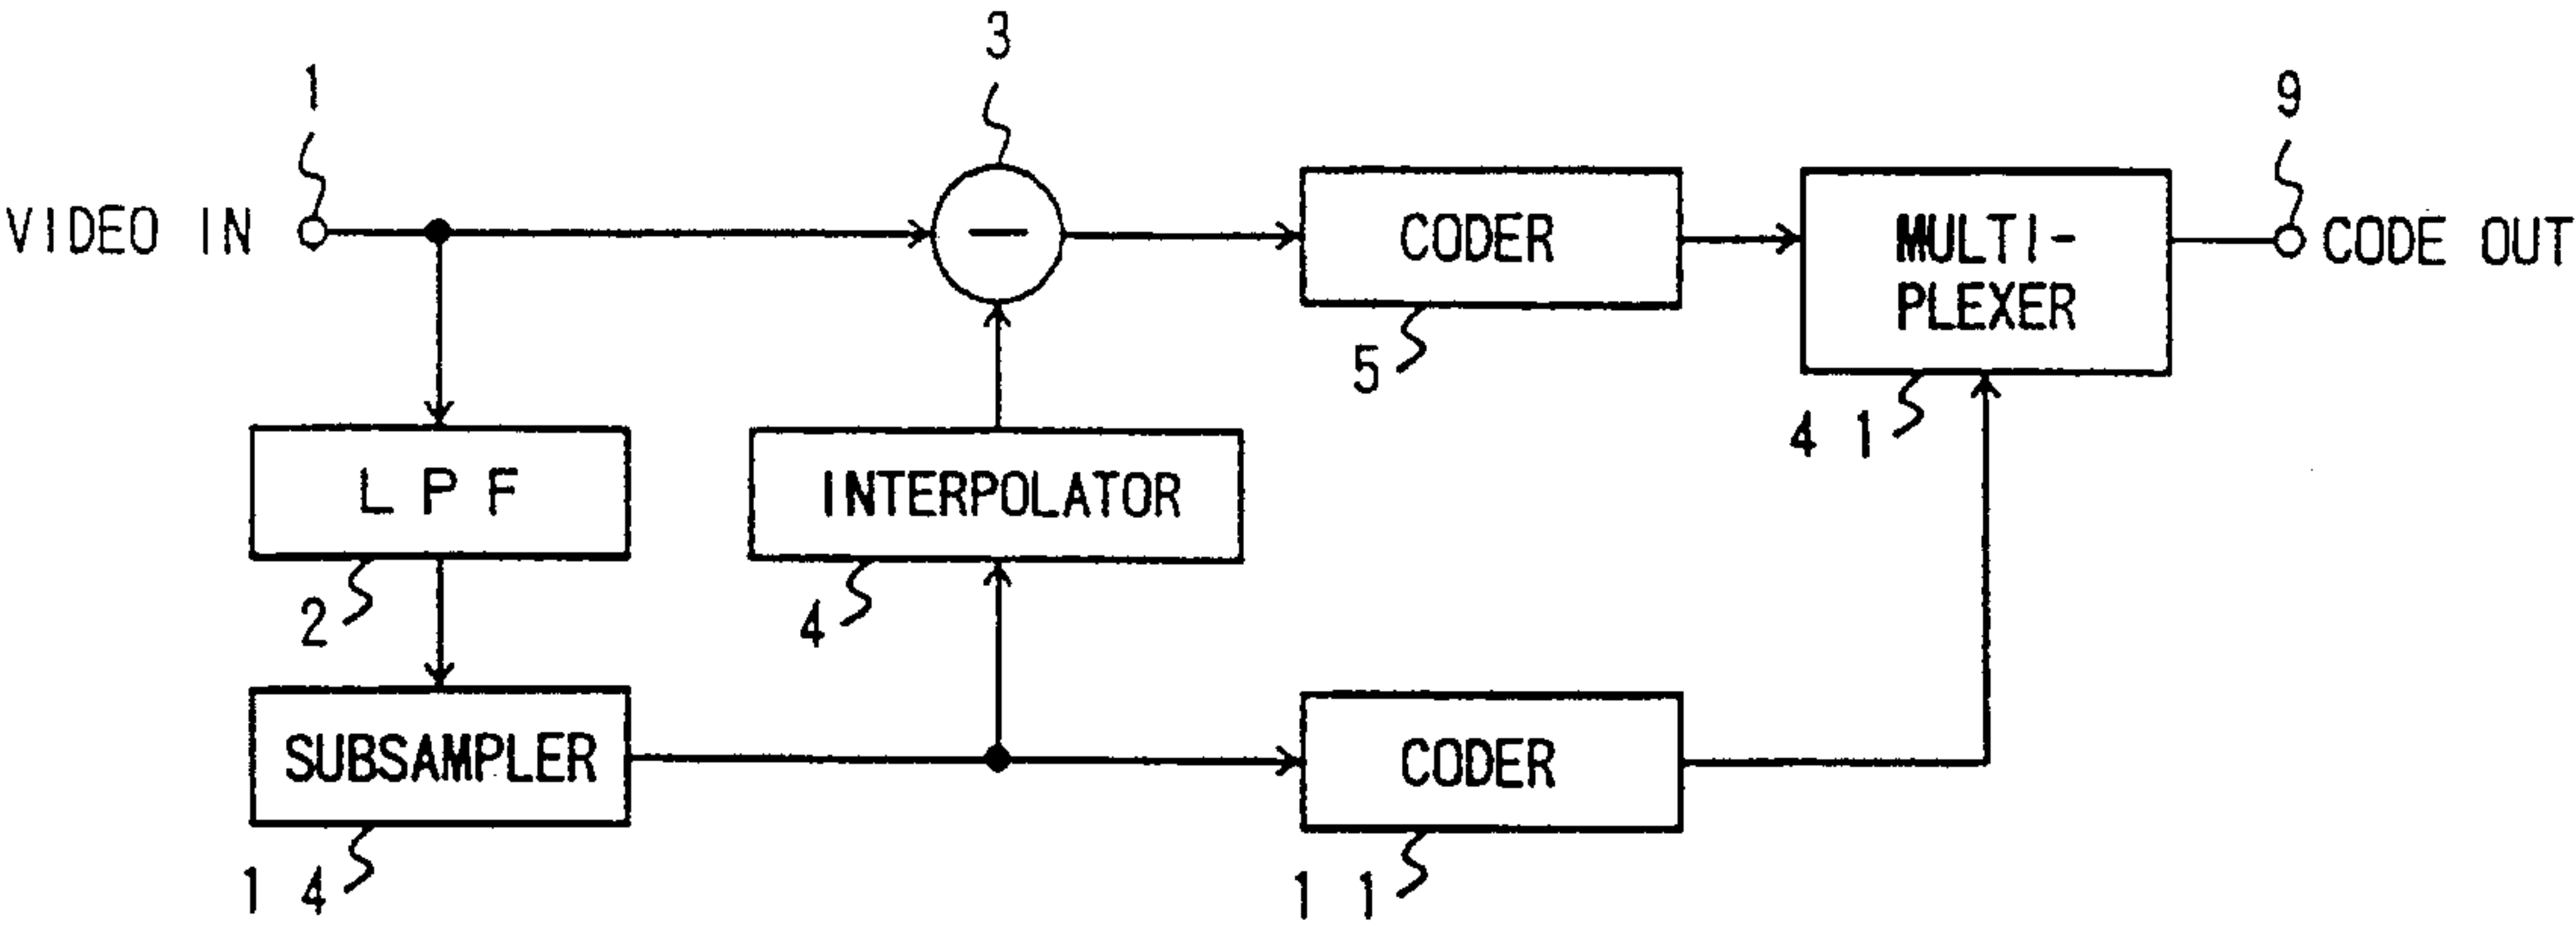 3
1
9
VIDEO IN
—
CODER
MULTI-
PLEXER
CODE OUT
5
4 1
L P F
INTERPOLATOR
2
4
SUBSAMPLER
CODER
1 4
1 1